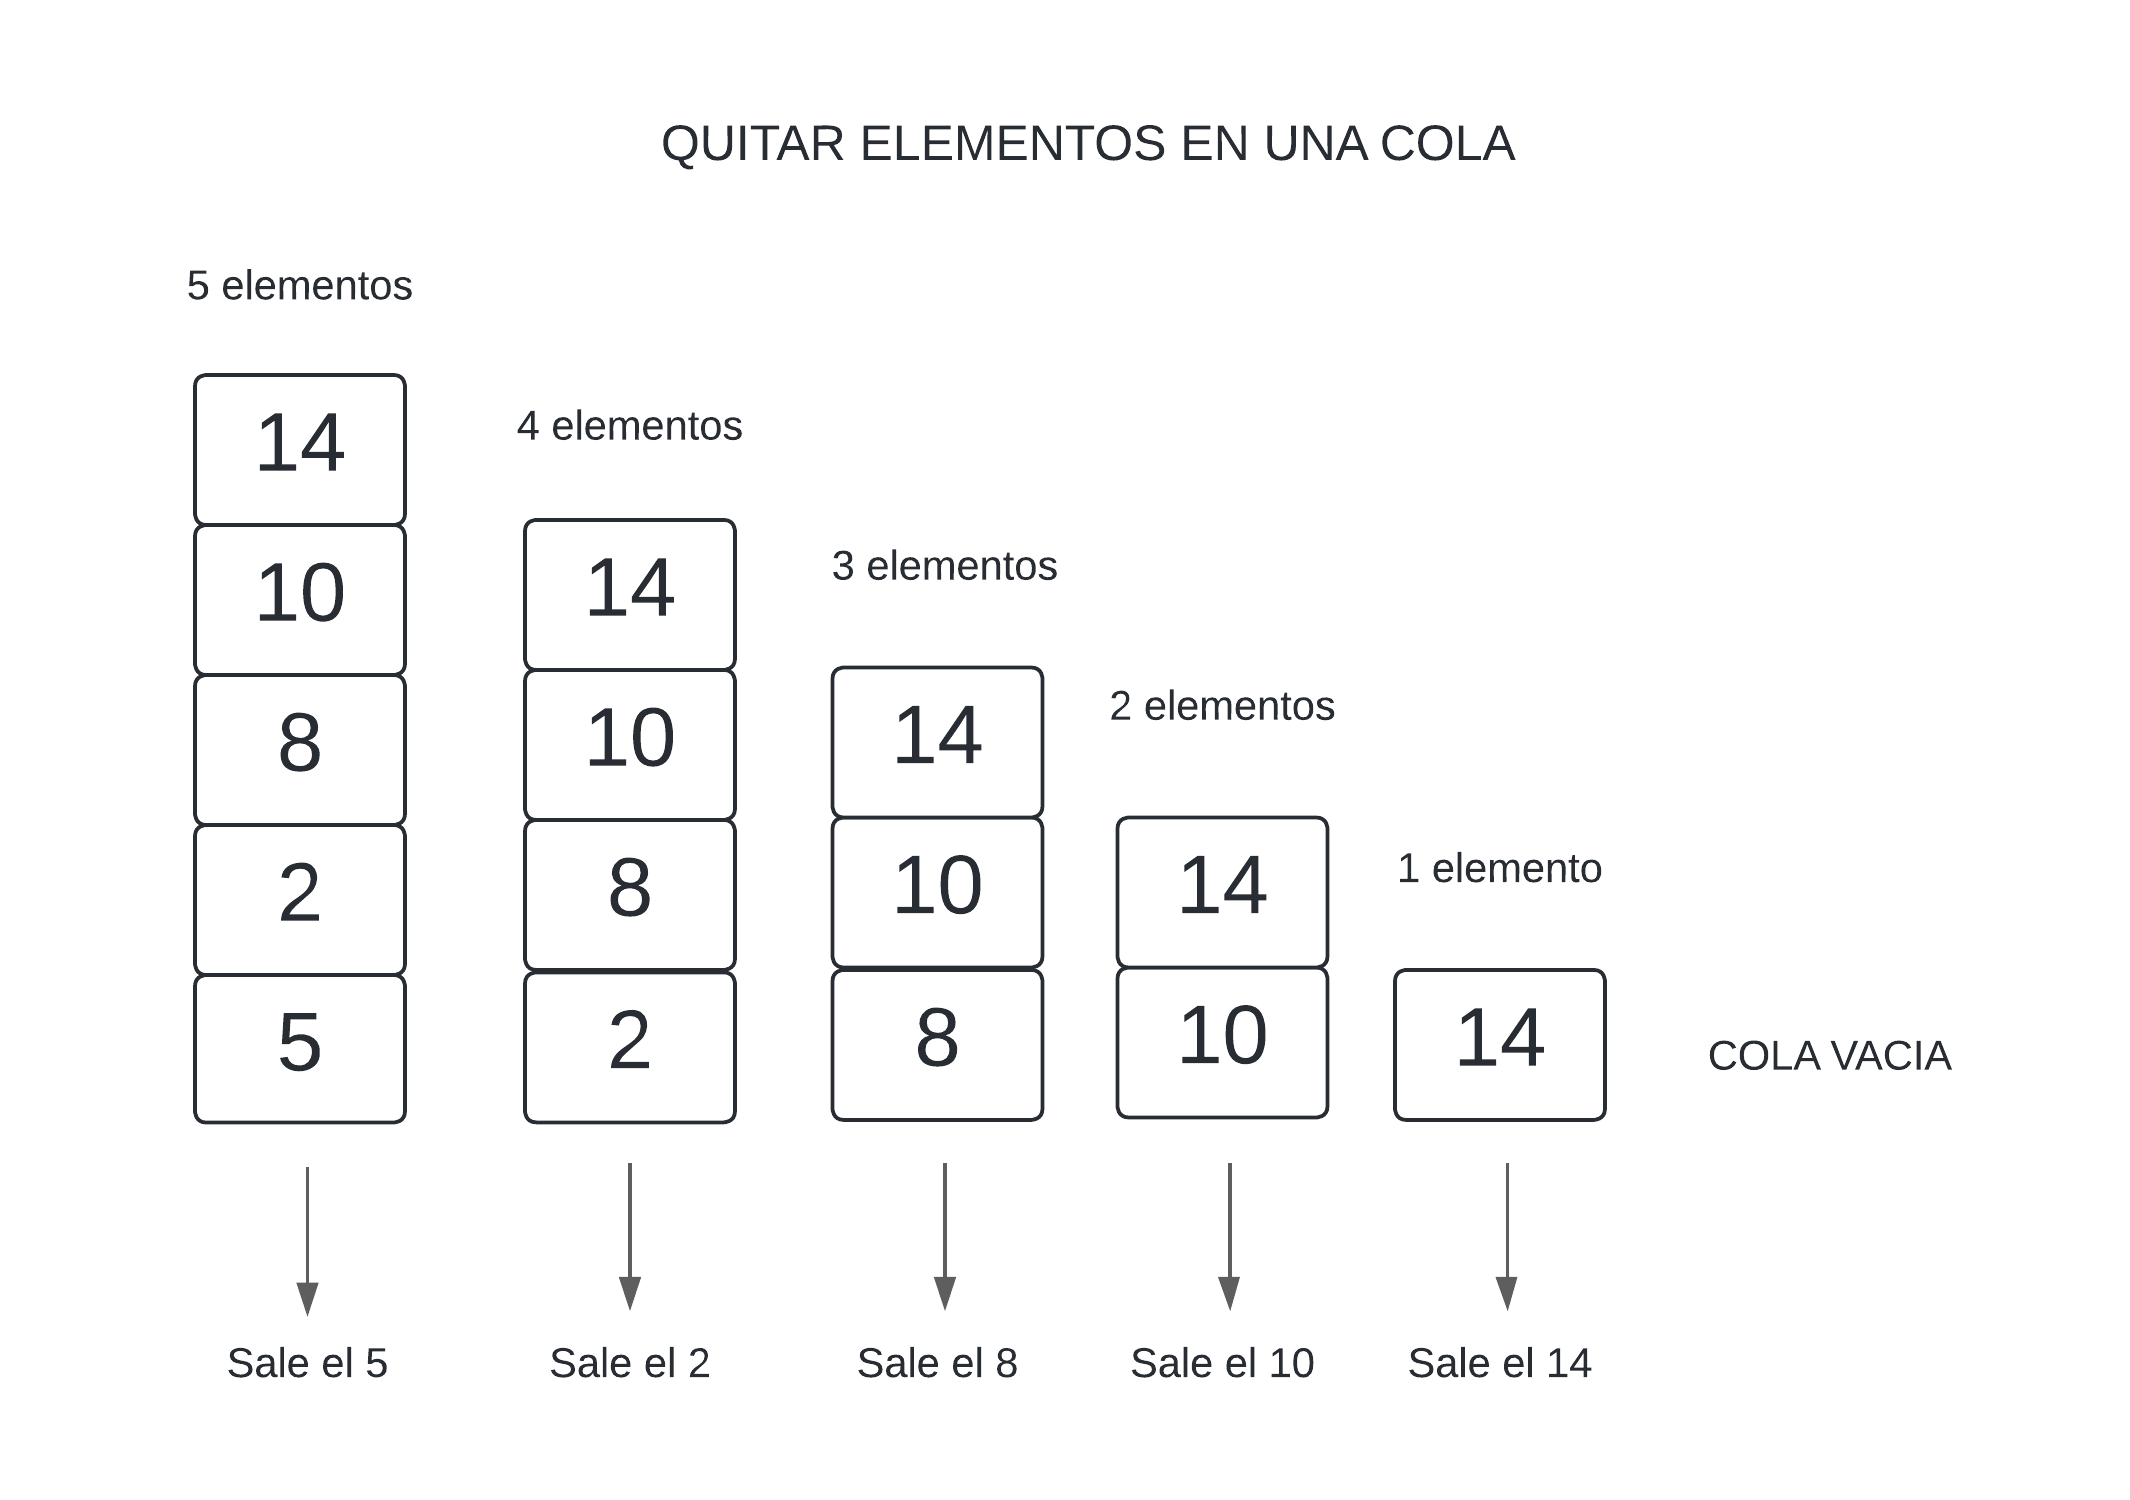 QUITAR ELEMENTOS EN UNA COLA
5 elementos
14
10
8
2
5
Sale el 5
4 elementos
14
10
8
2
Sale el 2
3 elementos
14
10
8
Sale el 8
2 elementos
14
10
Sale el 10
1 elemento
14
Sale el 14
COLA VACIA